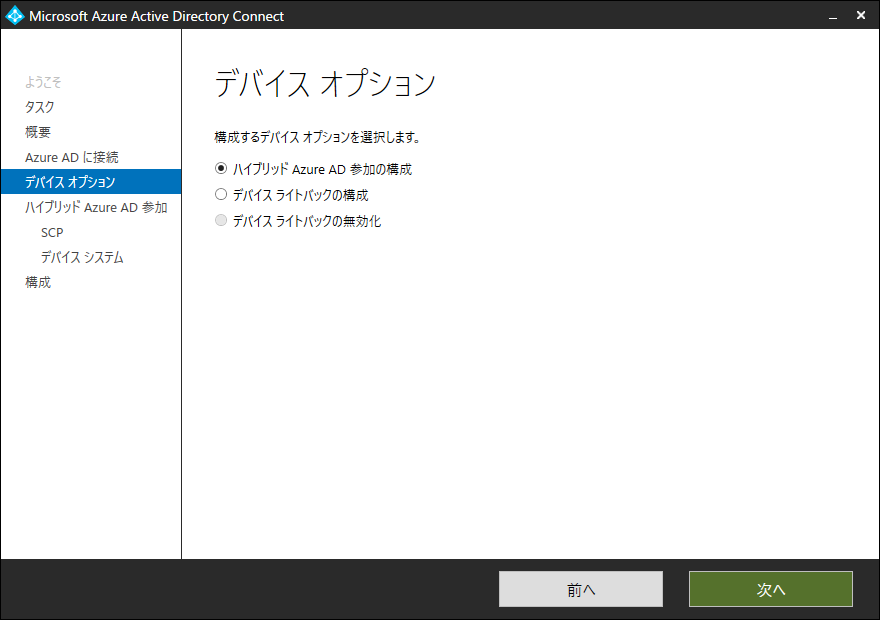 Microsoft Azure Active Directory Connect
ようこそ
タスク
概要
Azure AD に接続
デバイス オプション
ハイブリッド Azure AD 参加
SCP
デバイス システム
構成
デバイス オプション
構成するデバイス オプションを選択します。
ハイブリッド Azure AD 参加の構成
デバイス ライトバックの構成
デバイス ライトバックの無効化
前へ
次へ